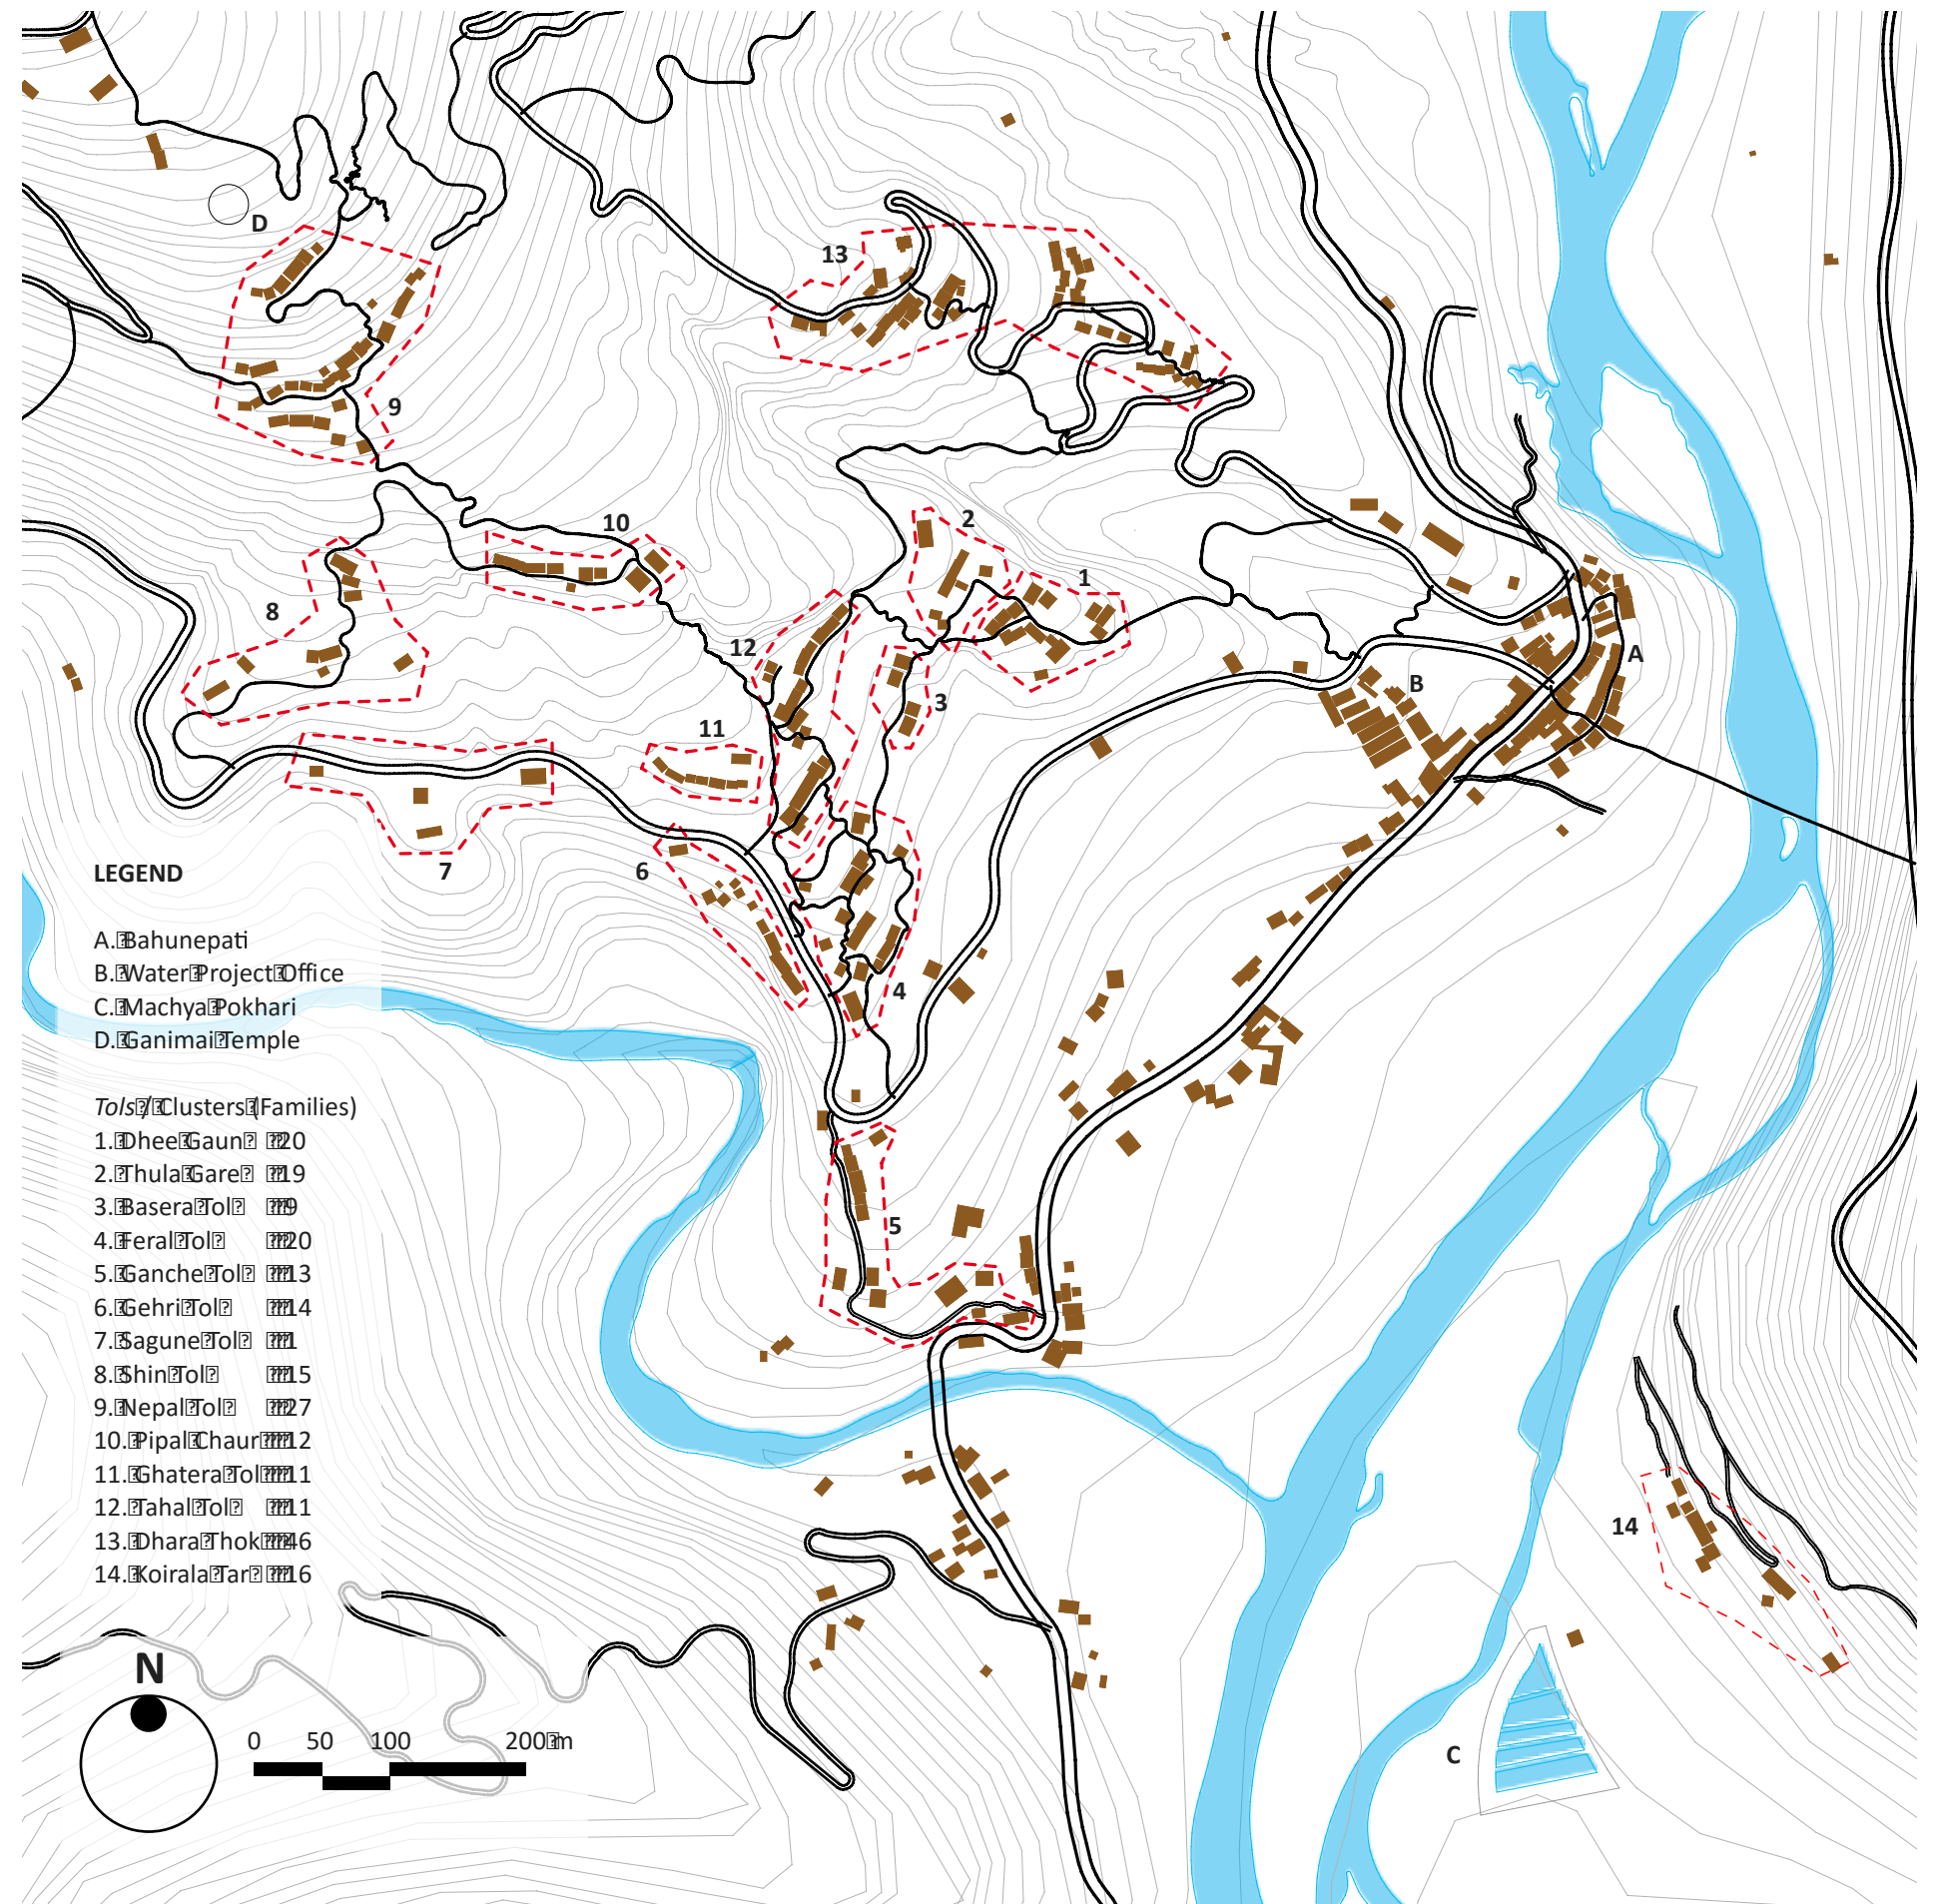 D
13
9
2
10
1
8
12
A
B
3
11
6
7
4
5
14
C
LEGEND
A. Bahunepati
B. Water Project Office
C. Machya Pokhari
D. Ganimai Temple
Tols / Clusters (Families)
1. Dhee Gaun 20
2. Thula Gare 19
3. Basera Tol 9
4. Feral Tol 20
5. Ganche Tol 13
6. Gehri Tol 14
7. Sagune Tol 1
8. Shin Tol 15
9. Nepal Tol 27
10. Pipal Chaur 12
11. Ghatera Tol 11
12. Tahal Tol 11
13. Dhara Thok 46
14. Koirala Tar 16
N
0 50 100 200 m